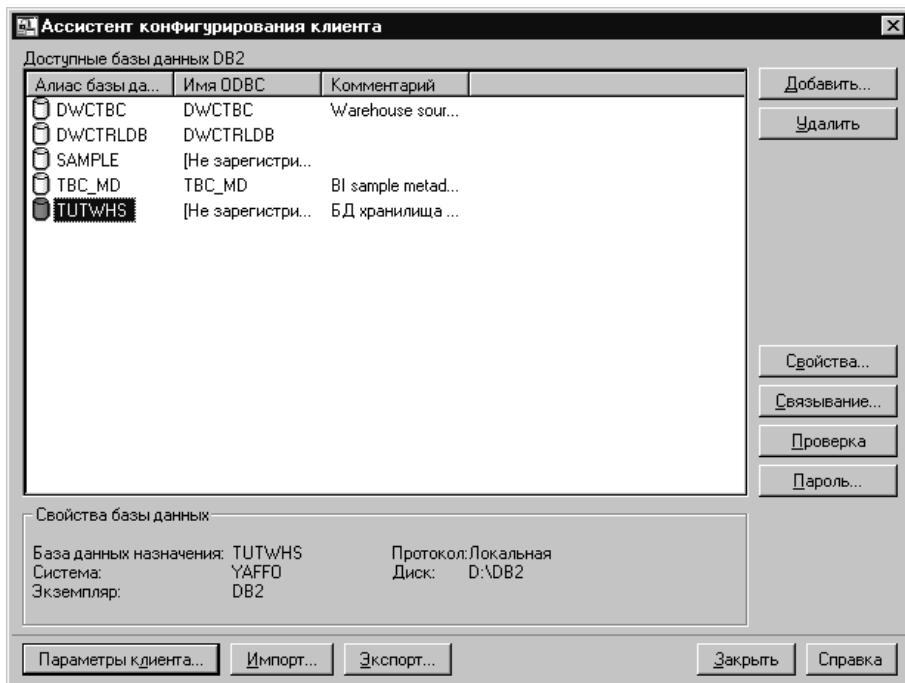 Ассистент конфигурирования клиента
Доступные базы данных DB2
Алиас базы да... Имя ODBC Комментарий
DWCTBC DWCTBC Warehouse sour...
DWCTRLDB DWCTRLDB
SAMPLE [Не зарегистри...
TBC_MD TBC_MD BI sample metad...
TUTWHS [Не зарегистри... БД хранилища ...
Добавить...
Удалить
Свойства...
Связывание...
Проверка
Пароль...
Свойства базы данных
База данных назначения: TUTWHS Протокол:Локальная
Система: YAFFO Диск: D:\DB2
Экземпляр: DB2
Параметры клиента... Импорт... Экспорт... Закрыть Справка